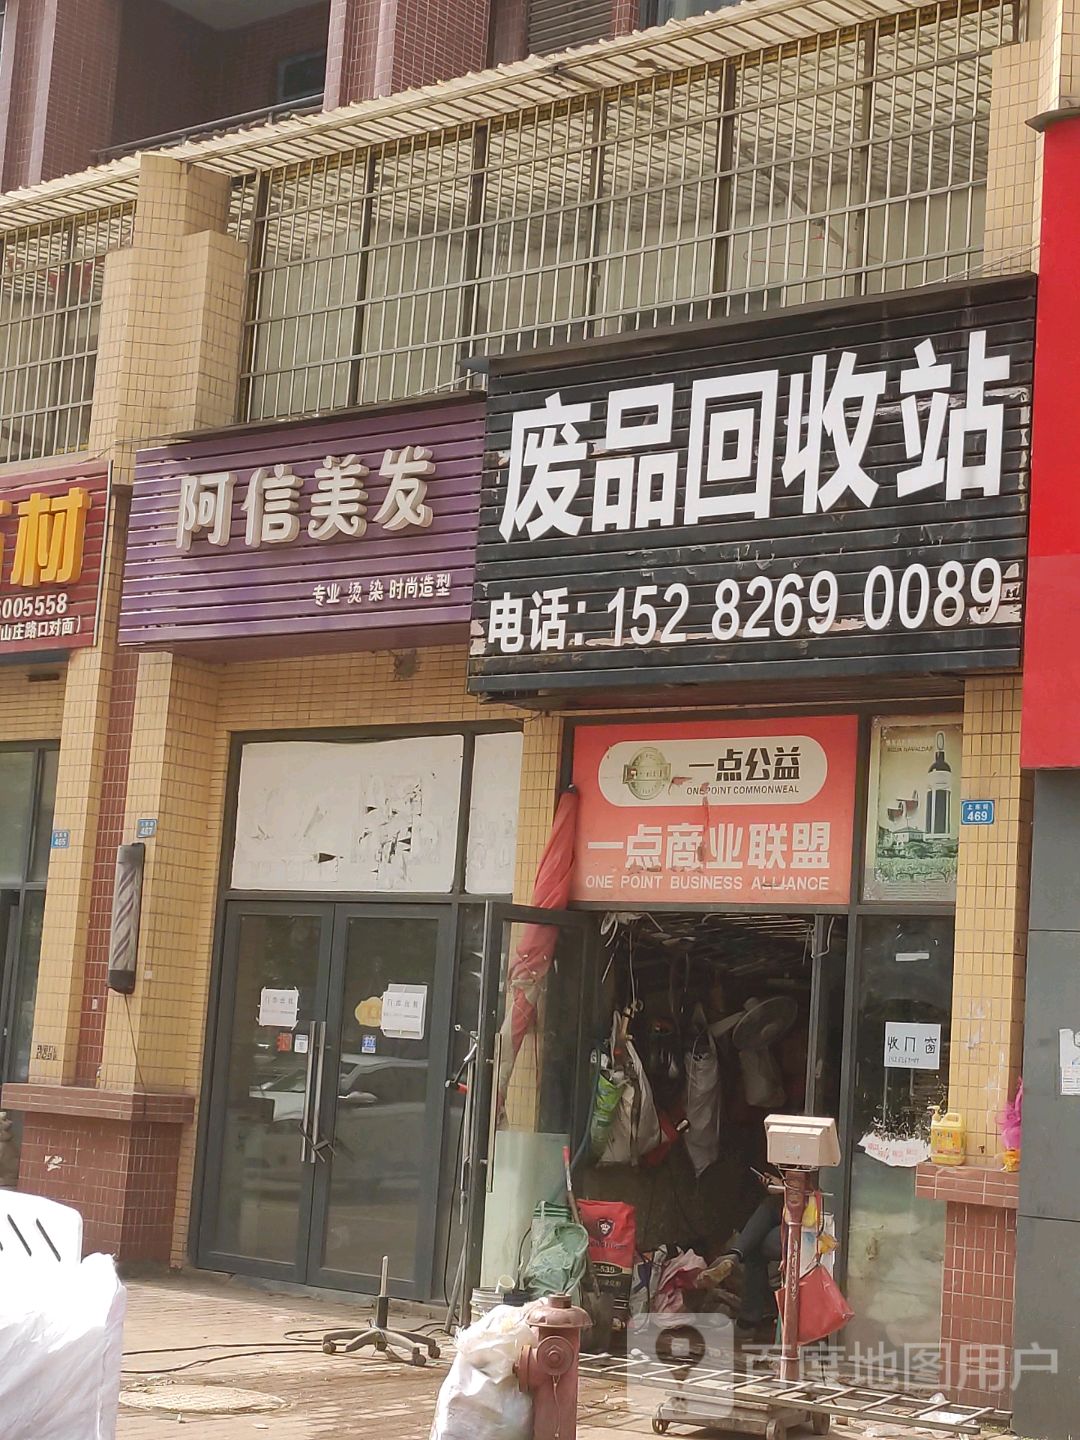 废品回收站
电话：152 8269 0089
阿信美发
专业 烫 染 时尚造型
材
005558
山庄路口对面）
一点公益
ONE POINT COMMONWEAL
一点商业联盟
ONE POINT BUSINESS ALLIANCE
469
467
465
收门窗
百度地图用户